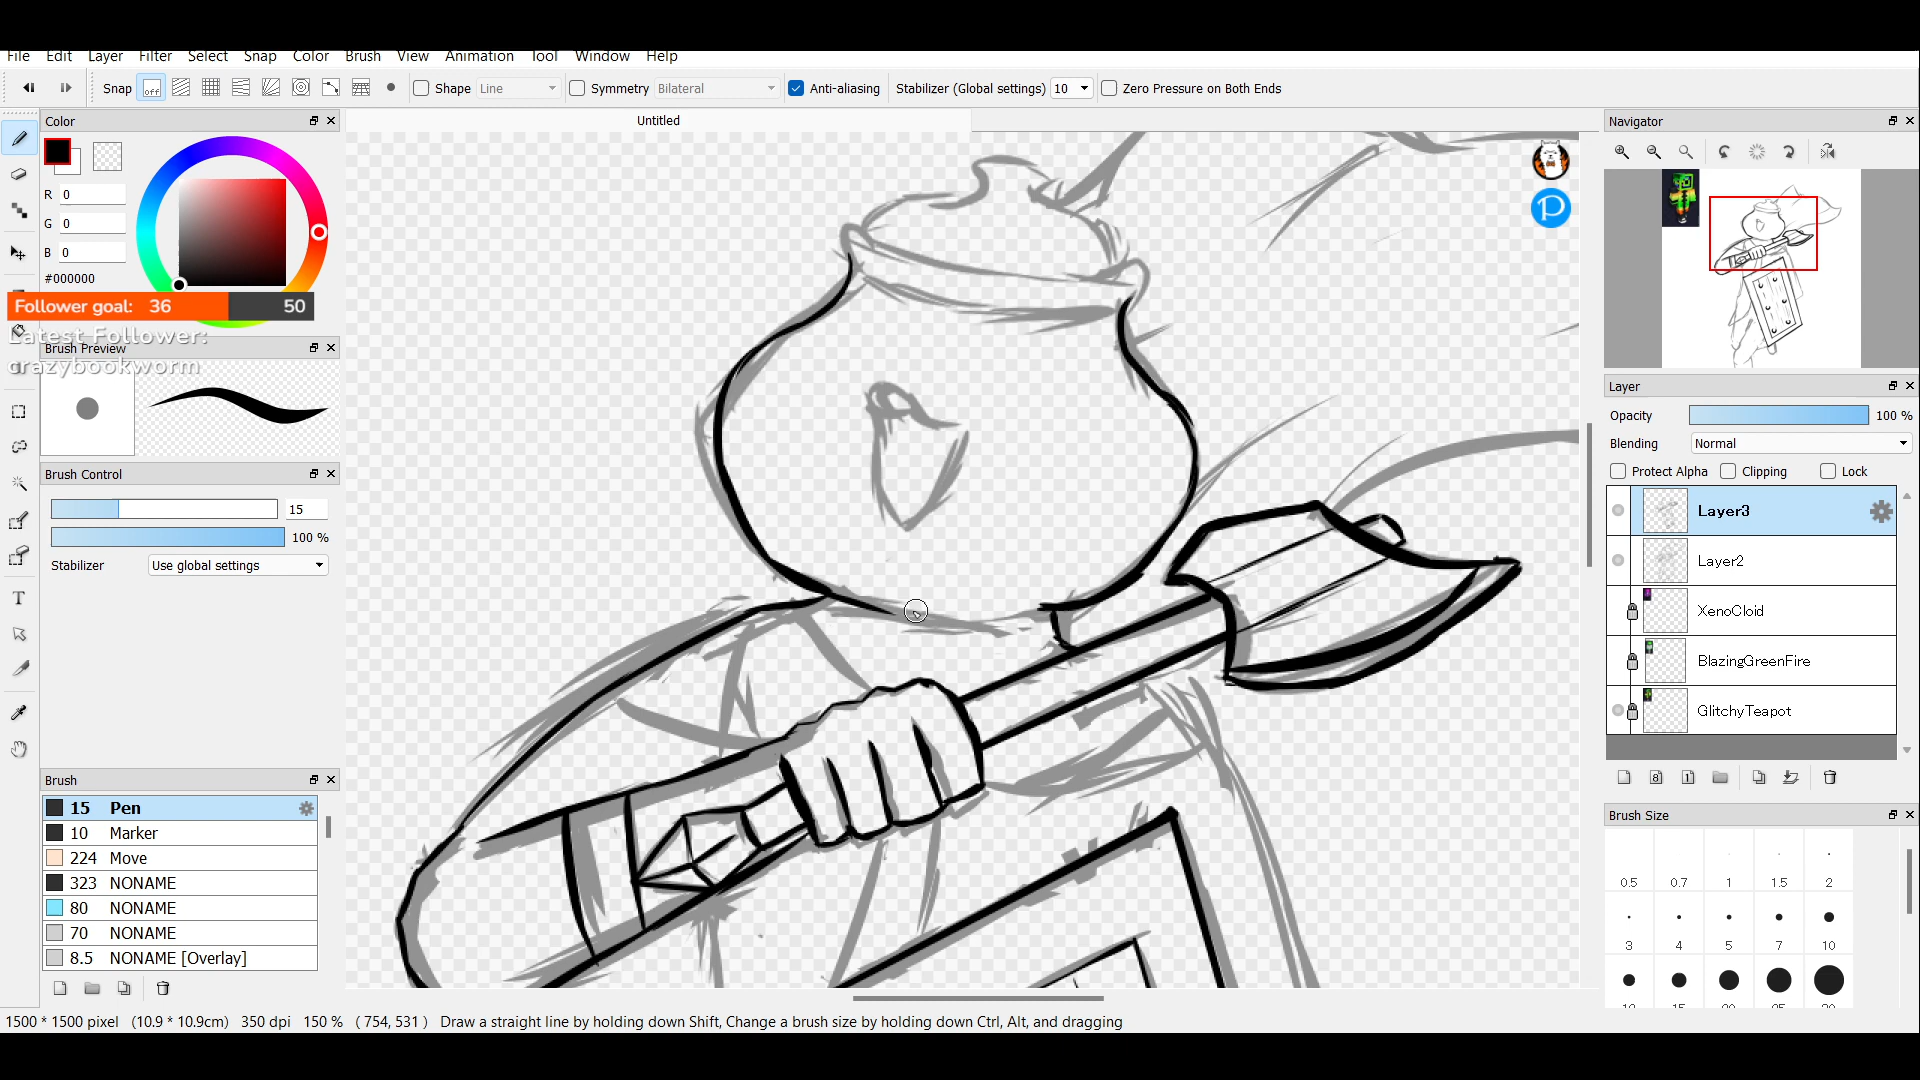 File Edit Layer Filter Select Snap Color Brush View Animation Tool Window Help
Snap off Shape Line Symmetry Bilateral Anti-aliasing Stabilizer (Global settings) 10 Zero Pressure on Both Ends
Color
Untitled
Navigator
R 0
G 0
B 0
#000000
Follower goal: 36 50
Latest Follower:
crazybookworm
Brush Preview
Layer
Opacity 100 %
Blending Normal
Protect Alpha Clipping Lock
Brush Control
15
100 %
Stabilizer Use global settings
Layer3
Layer2
XenoCloid
BlazingGreenFire
GlitchyTeapot
8 1
T
P
Brush
15 Pen
10 Marker
224 Move
323 NONAME
80 NONAME
70 NONAME
8.5 NONAME [Overlay]
Brush Size
0.5 0.7 1 1.5 2
3 4 5 7 10
1500 * 1500 pixel (10.9 * 10.9cm) 350 dpi 150 % ( 754, 531 ) Draw a straight line by holding down Shift, Change a brush size by holding down Ctrl, Alt, and dragging